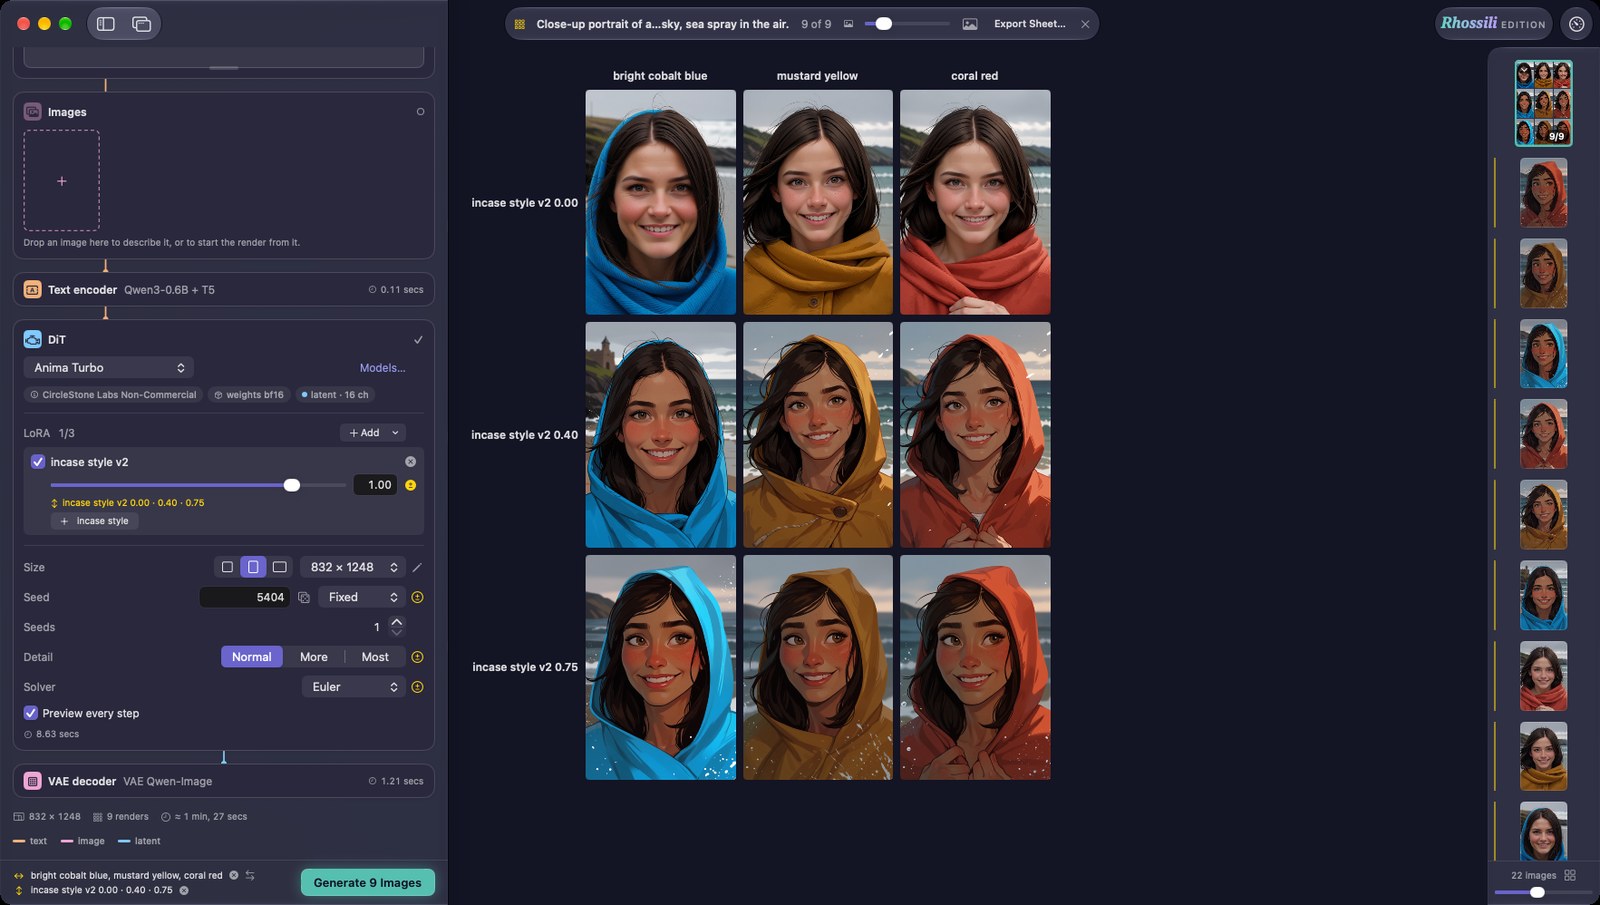 Close-up portrait of a...sky, sea spray in the air. 9 of 9 Export Sheet...
Rhossili EDITION
Images
Drop an image here to describe it, or to start the render from it.
Text encoder Qwen3-0.6B + T5 0.11 secs
DiT
Anima Turbo Models...
CircleStone Labs Non-Commercial weights bf16 latent · 16 ch
LoRA 1/3 + Add
incase style v2
1.00
incase style v2 0.00 · 0.40 · 0.75
+ incase style
Size 832 × 1248
Seed 5404 Fixed
Seeds 1
Detail Normal More Most
Solver Euler
Preview every step
8.63 secs
VAE decoder VAE Qwen-Image 1.21 secs
832 × 1248 9 renders ≈ 1 min, 27 secs
text image latent
bright cobalt blue, mustard yellow, coral red
incase style v2 0.00 · 0.40 · 0.75
Generate 9 Images
bright cobalt blue mustard yellow coral red
incase style v2 0.00
incase style v2 0.40
incase style v2 0.75
9/9
22 images